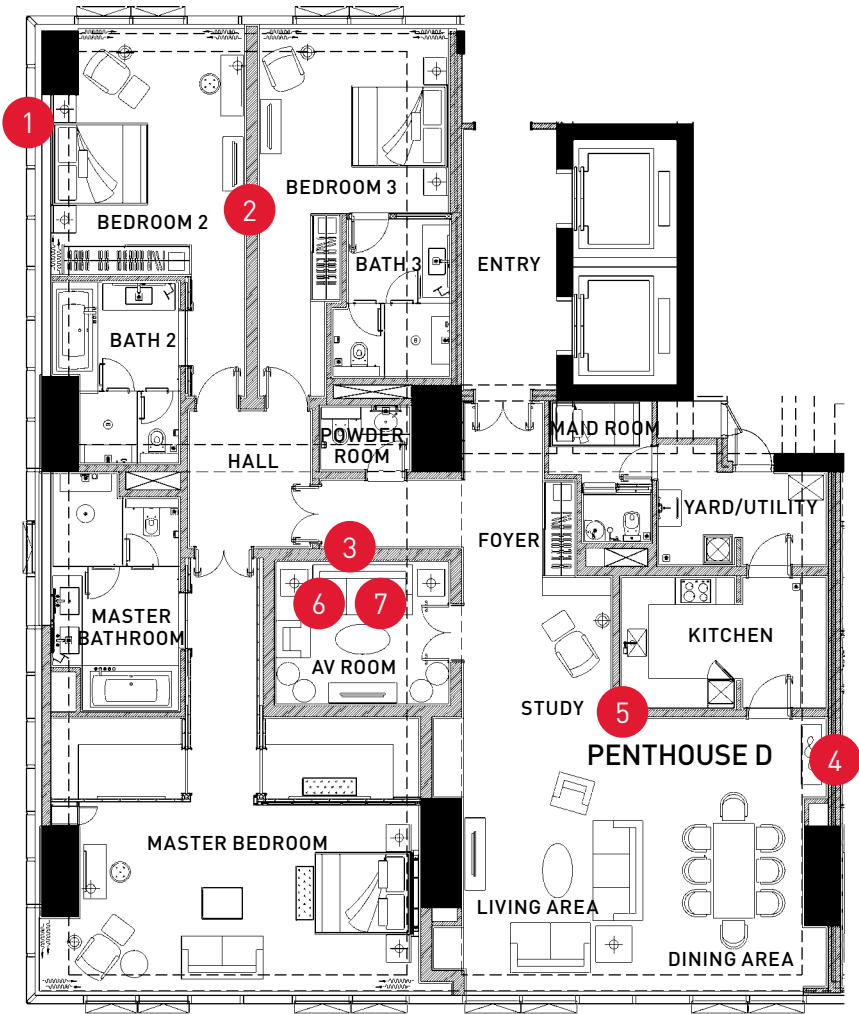 1
BEDROOM 3
2
BEDROOM 2
BATH 3
ENTRY
BATH 2
POWDER
ROOM
MAID ROOM
HALL
YARD/UTILITY
FOYER
3
6
7
MASTER
BATHROOM
KITCHEN
AV ROOM
STUDY
5
PENTHOUSE D
4
MASTER BEDROOM
LIVING AREA
DINING AREA